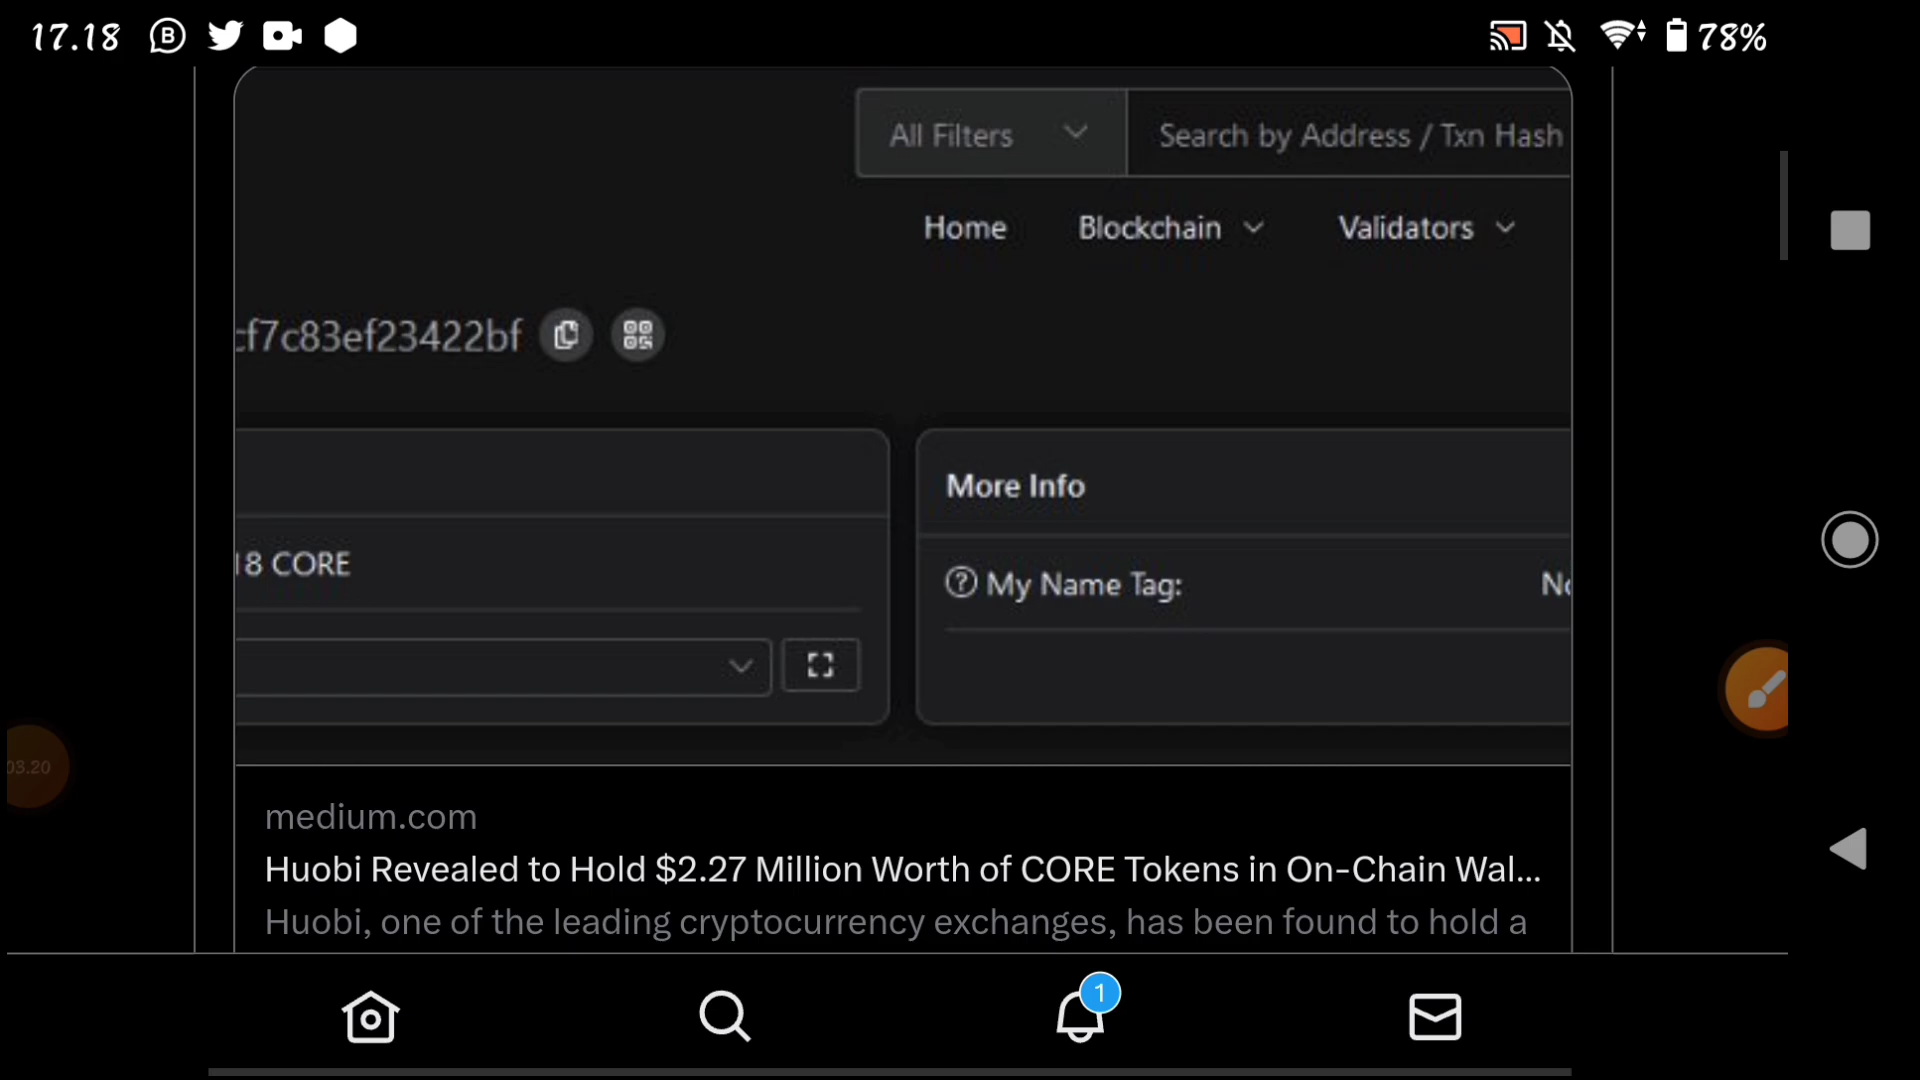 17.18
78%
All Filters
Search by Address / Txn Hash
Home
Blockchain
Validators
cf7c83ef23422bf
More Info
18 CORE
My Name Tag:
03.20
medium.com
Huobi Revealed to Hold $2.27 Million Worth of CORE Tokens in On-Chain Wal...
Huobi, one of the leading cryptocurrency exchanges, has been found to hold a
1